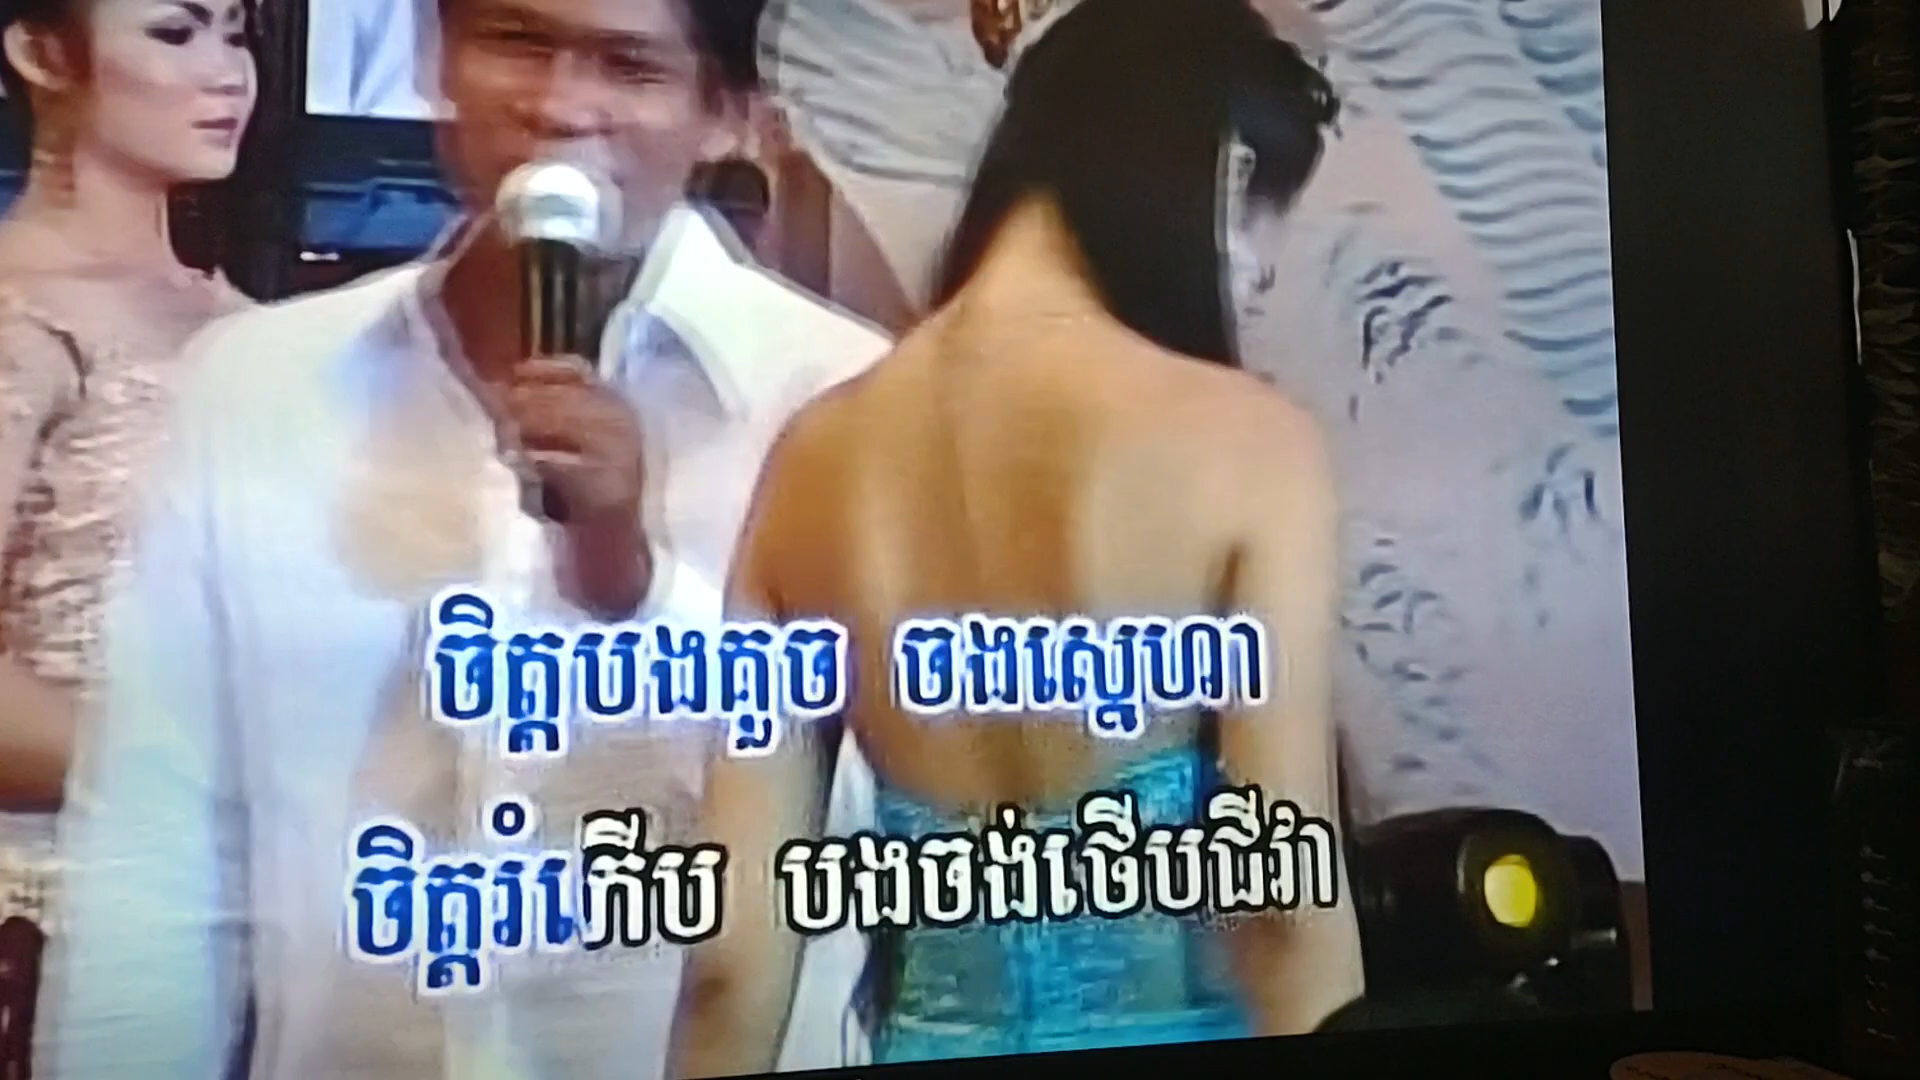 ចិត្តបងគួច ចងស្នេហា
ចិត្តរំភើប បងចង់ថើបជីវ៉ា